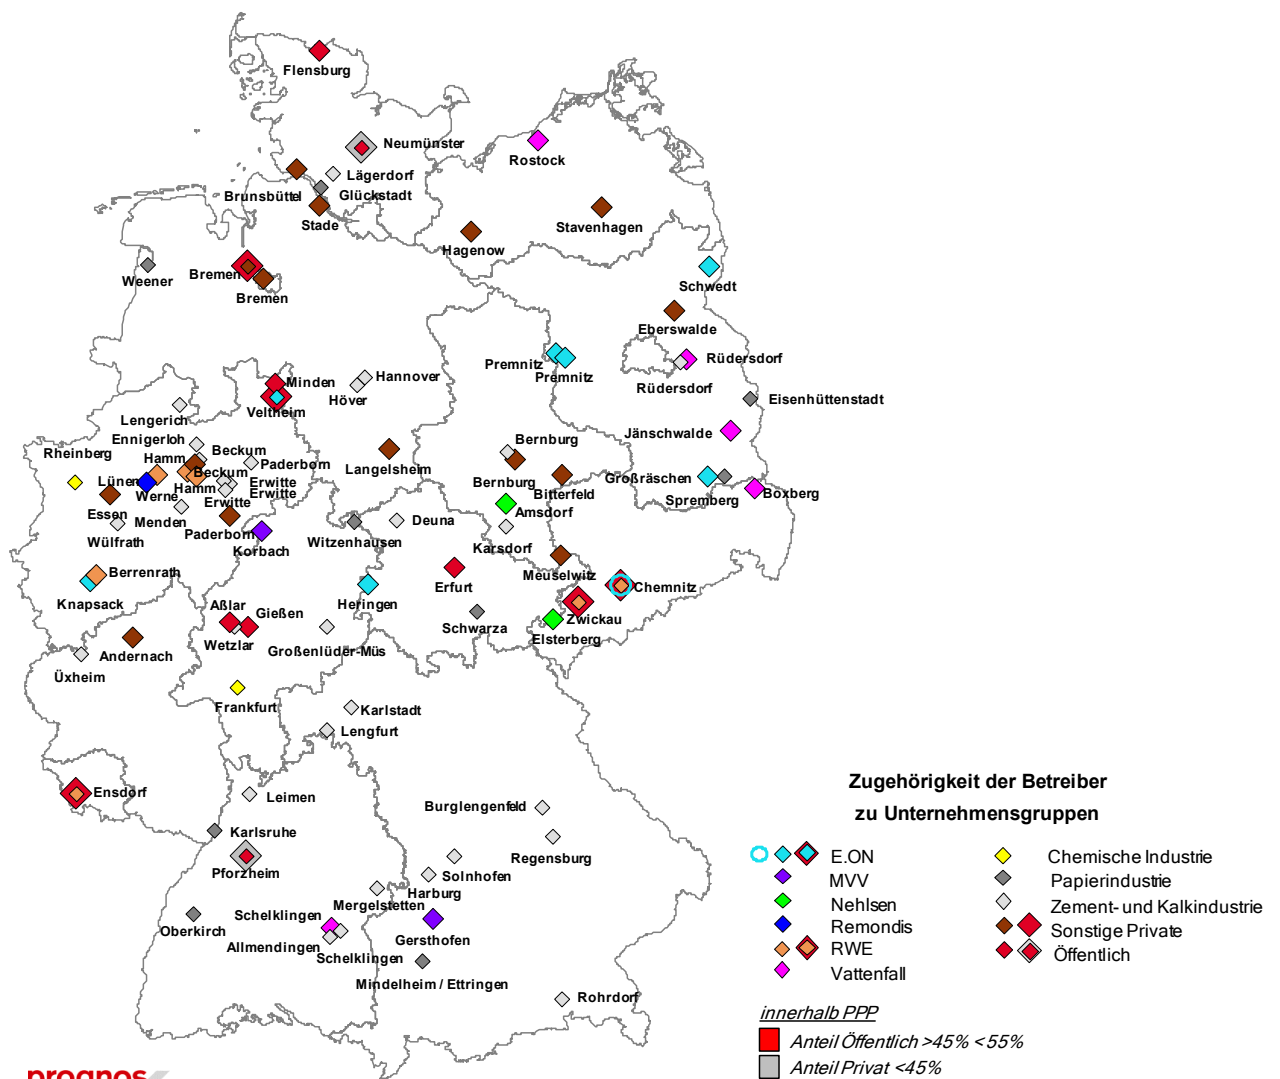 Flensburg
Neumünster
Rostock
Lägerdorf
Brunsbüttel
Glückstadt
Stade
Stavenhagen
Hagenow
Weener
Bremen
Bremen
Schwedt
Eberswalde
Premnitz
Premnitz
Rüdersdorf
Rüdersdorf
Minden
Hannover
Höver
Veltheim
Eisenhüttenstadt
Lengerich
Ennigerloh
Jänschwalde
Rheinberg
Hamm
Beckum
Beckum
Paderborn
Langelsheim
Bernburg
Bernburg
Bitterfeld
Großräschen
Spremberg
Boxberg
Lünen
Werne
Hamm
Erwitte
Erwitte
Erwitte
Essen
Menden
Wülfrath
Paderborn
Korbach
Witzenhausen
Deuna
Amsdorf
Karsdorf
Berrenrath
Knapsack
Heringen
Erfurt
Meuselwitz
Chemnitz
Aßlar
Gießen
Wetzlar
Großenlüder-Müs
Schwarza
Zwickau
Elsterberg
Andernach
Üxheim
Frankfurt
Karlstadt
Lengfurt
Ensdorf
Leimen
Burglengenfeld
Karlsruhe
Regensburg
Pforzheim
Solnhofen
Harburg
Mergelstetten
Oberkirch
Schelklingen
Allmendingen
Schelklingen
Gersthofen
Mindelheim / Ettringen
Rohrdorf
Zugehörigkeit der Betreiber
zu Unternehmensgruppen
E.ON
MVV
Nehlsen
Remondis
RWE
Vattenfall
Chemische Industrie
Papierindustrie
Zement- und Kalkindustrie
Sonstige Private
Öffentlich
innerhalb PPP
Anteil Öffentlich >45% <55%
Anteil Privat <45%
prognos